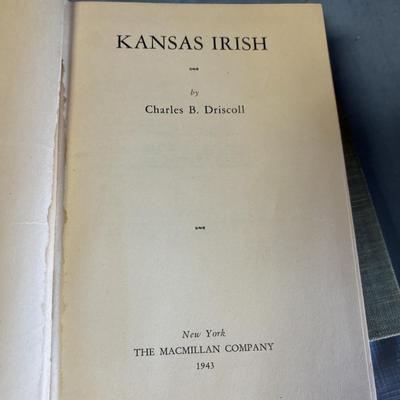 KANSAS IRISH
by
Charles B. Driscoll
New York
THE MACMILLAN COMPANY
1943